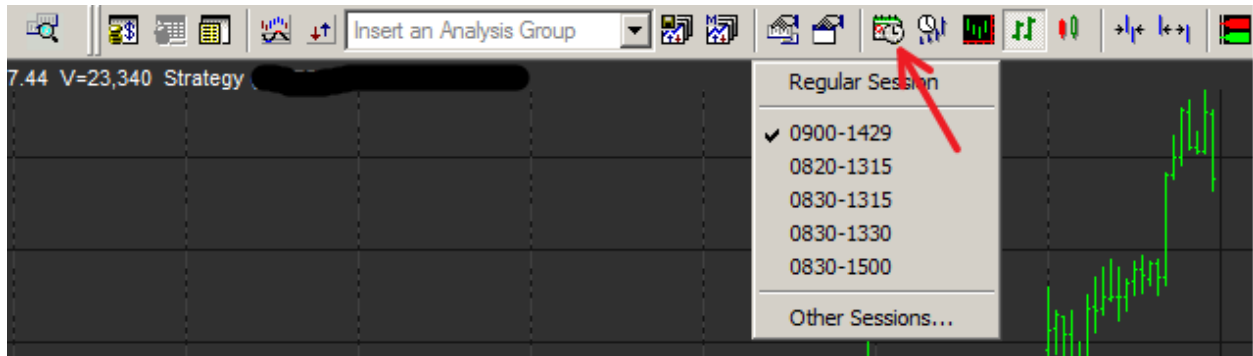 Insert an Analysis Group
7.44 V=23,340 Strategy
Regular Session
0900-1429
0820-1315
0830-1315
0830-1330
0830-1500
Other Sessions...